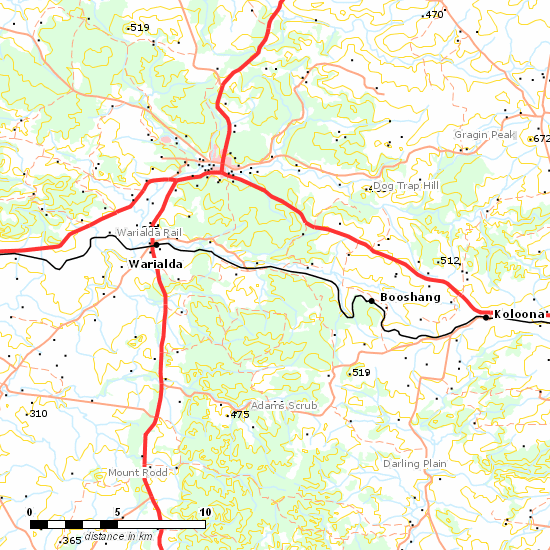 519
470
Gragin Peak
672
Dog Trap Hill
Warialda Rail
Warialda
512
Booshang
Koloona
519
Adams Scrub
310
475
Darling Plain
Mount Rodd
0 5 10
distance in km
365